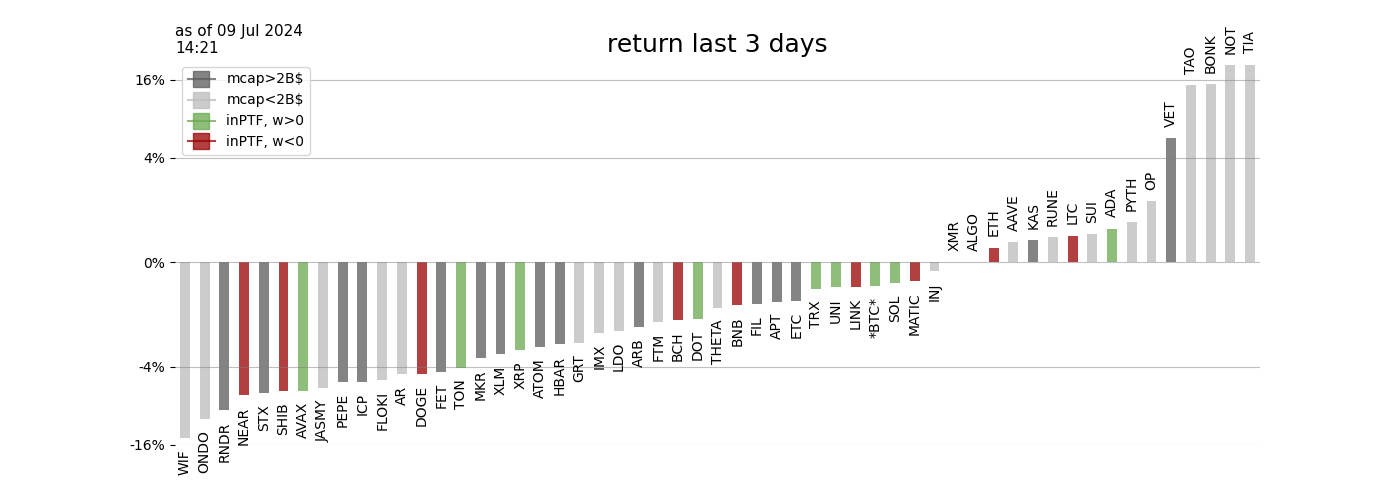 as of 09 Jul 2024
14:21
return last 3 days
mcap>2B$
mcap<2B$
inPTF, w>0
inPTF, w<0
16%
4%
0%
-4%
-16%
WIF
ONDO
RNDR
NEAR
STX
SHIB
AVAX
JASMY
PEPE
ICP
FLOKI
AR
DOGE
FET
TON
MKR
XLM
XRP
ATOM
HBAR
GRT
IMX
LDO
ARB
FTM
BCH
DOT
THETA
BNB
FIL
APT
ETC
TRX
UNI
LINK
*BTC*
SOL
MATIC
INJ
XMR
ALGO
ETH
AAVE
KAS
RUNE
LTC
SUI
ADA
PYTH
OP
VET
TAO
BONK
NOT
TIA